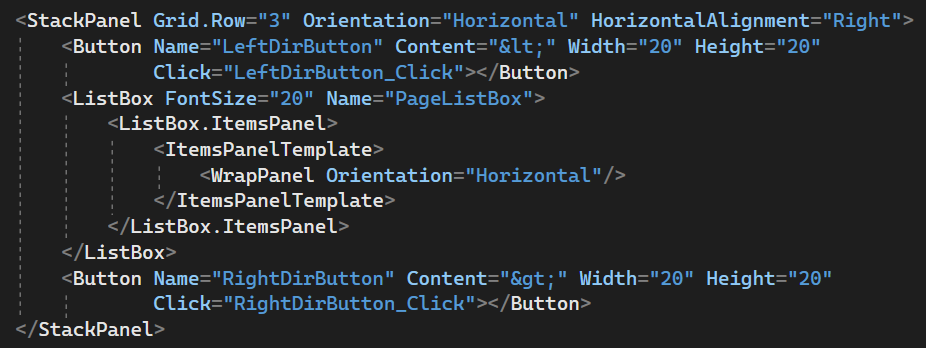 <StackPanel Grid.Row="3" Orientation="Horizontal" HorizontalAlignment="Right">
    <Button Name="LeftDirButton" Content="&lt;" Width="20" Height="20"
            Click="LeftDirButton_Click"></Button>
    <ListBox FontSize="20" Name="PageListBox">
        <ListBox.ItemsPanel>
            <ItemsPanelTemplate>
                <WrapPanel Orientation="Horizontal"/>
            </ItemsPanelTemplate>
        </ListBox.ItemsPanel>
    </ListBox>
    <Button Name="RightDirButton" Content="&gt;" Width="20" Height="20"
            Click="RightDirButton_Click"></Button>
</StackPanel>